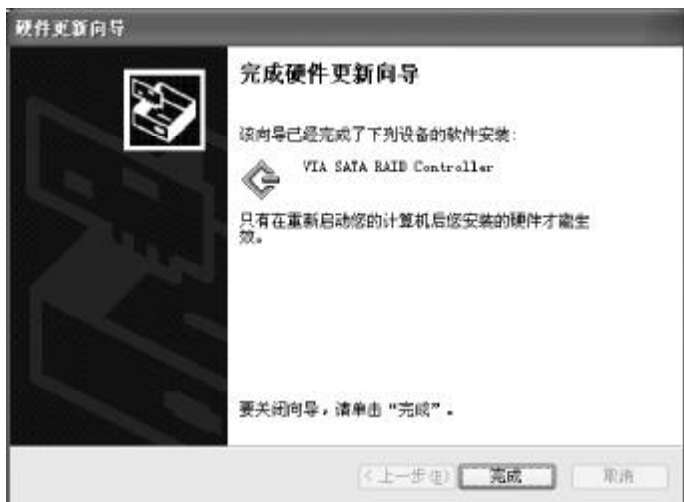 硬件更新向导
完成硬件更新向导
该向导已经完成了下列设备的软件安装:
VIA SATA RAID Controller
只有在重新启动您的计算机后您安装的硬件才能生
效。
要关闭向导,请单击“完成”。
<上一步(B) 完成 取消